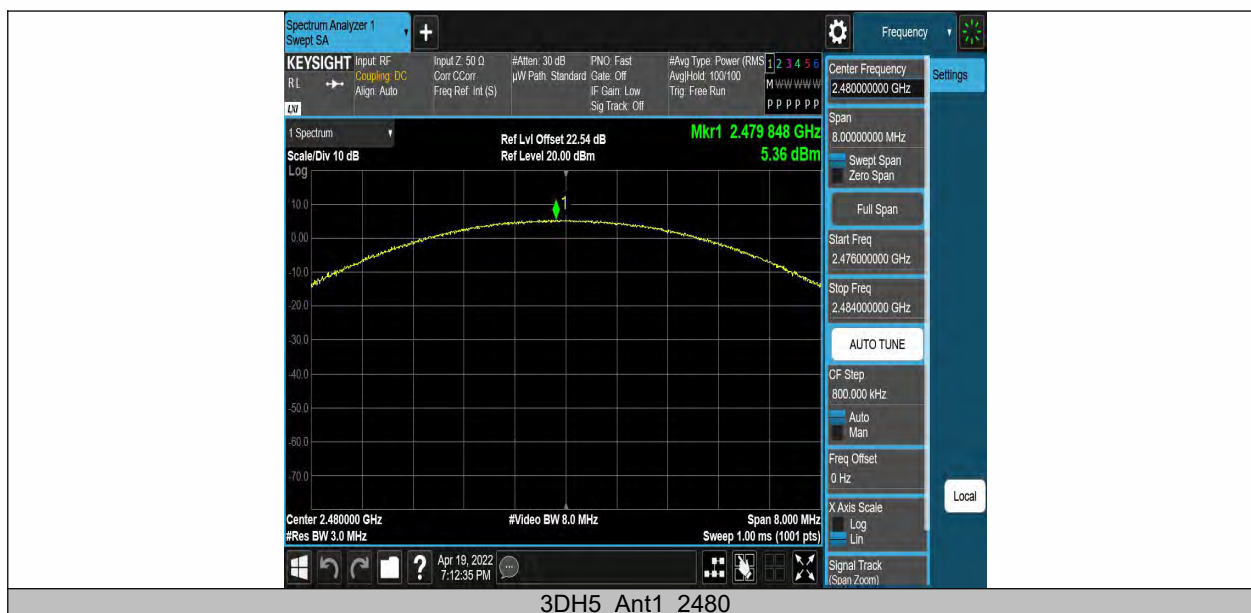 Spectrum Analyzer 1
Swept SA
+
Frequency
KEYSIGHT
RL
LXI
Input: RF
Coupling: DC
Align: Auto
Input Z: 50 Ω
Corr CCorr
Freq Ref: Int (S)
#Atten: 30 dB
µW Path: Standard
PNO: Fast
Gate: Off
IF Gain: Low
Sig Track: Off
#Avg Type: Power (RMS
Avg|Hold: 100/100
Trig: Free Run
1 2 3 4 5 6
M W W W W W
P P P P P P
1 Spectrum
Scale/Div 10 dB
Log
Ref Lvl Offset 22.54 dB
Ref Level 20.00 dBm
Mkr1 2.479 848 GHz
5.36 dBm
1
10.0
0.00
-10.0
-20.0
-30.0
-40.0
-50.0
-60.0
-70.0
Center 2.480000 GHz
#Res BW 3.0 MHz
#Video BW 8.0 MHz
Span 8.000 MHz
Sweep 1.00 ms (1001 pts)
Apr 19, 2022
7:12:35 PM
?
Center Frequency
2.480000000 GHz
Settings
Span
8.00000000 MHz
Swept Span
Zero Span
Full Span
Start Freq
2.476000000 GHz
Stop Freq
2.484000000 GHz
AUTO TUNE
CF Step
800.000 kHz
Auto
Man
Freq Offset
0 Hz
X Axis Scale
Log
Lin
Local
Signal Track
(Span Zoom)
3DH5_Ant1_2480